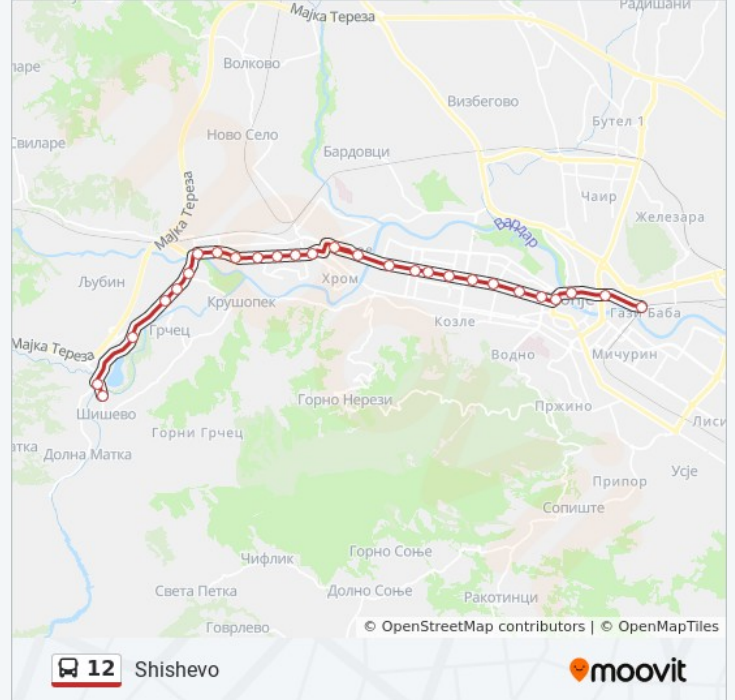 Мајка Тереза
Радишани
Волково
Визбегово
Бутел 1
Ново Село
Свиларе
Бардовци
Мајка Тереза
Чаир
Железара
Вардар
Љубин
Хром
Крушопек
Гази Баба
Грчец
Козле
Мајка Тереза
Водно
Мичурин
Горно Нерези
Пржино
Шишево
Горни Грчец
Долна Матка
Усје
Припор
Сопиште
Горно Соње
Чифлик
Света Петка
Долно Соње
Ракотинци
Говрлево
© OpenStreetMap contributors | © OpenMapTiles
12 Shishevo
moovit